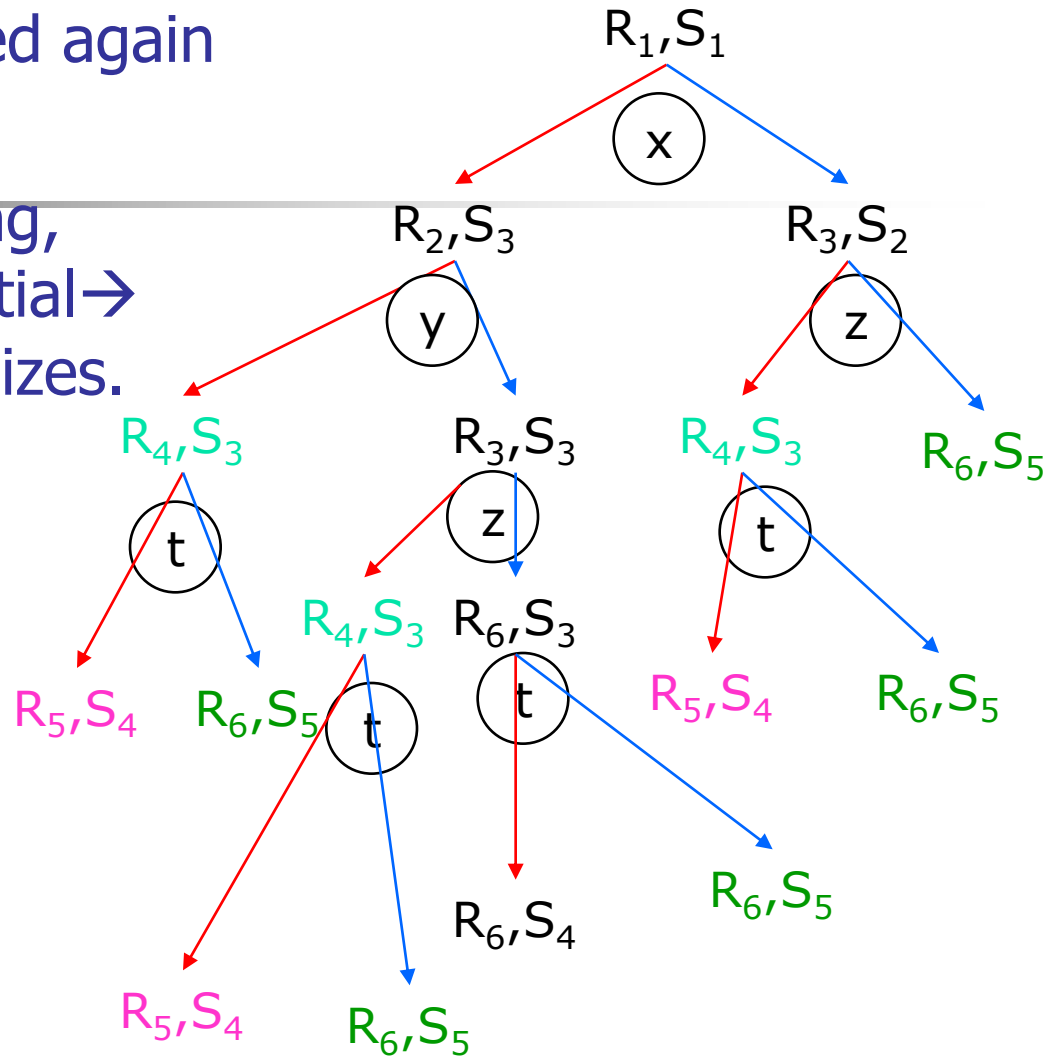 ed again
ng,
tial→
izes.
R₁,S₁
x
R₂,S₃ R₃,S₂
y z
R₄,S₃ R₃,S₃ R₄,S₃ R₆,S₅
t z t
R₄,S₃ R₆,S₃
R₅,S₄ R₆,S₅ t t R₅,S₄ R₆,S₅
R₆,S₄ R₆,S₅
R₅,S₄ R₆,S₅